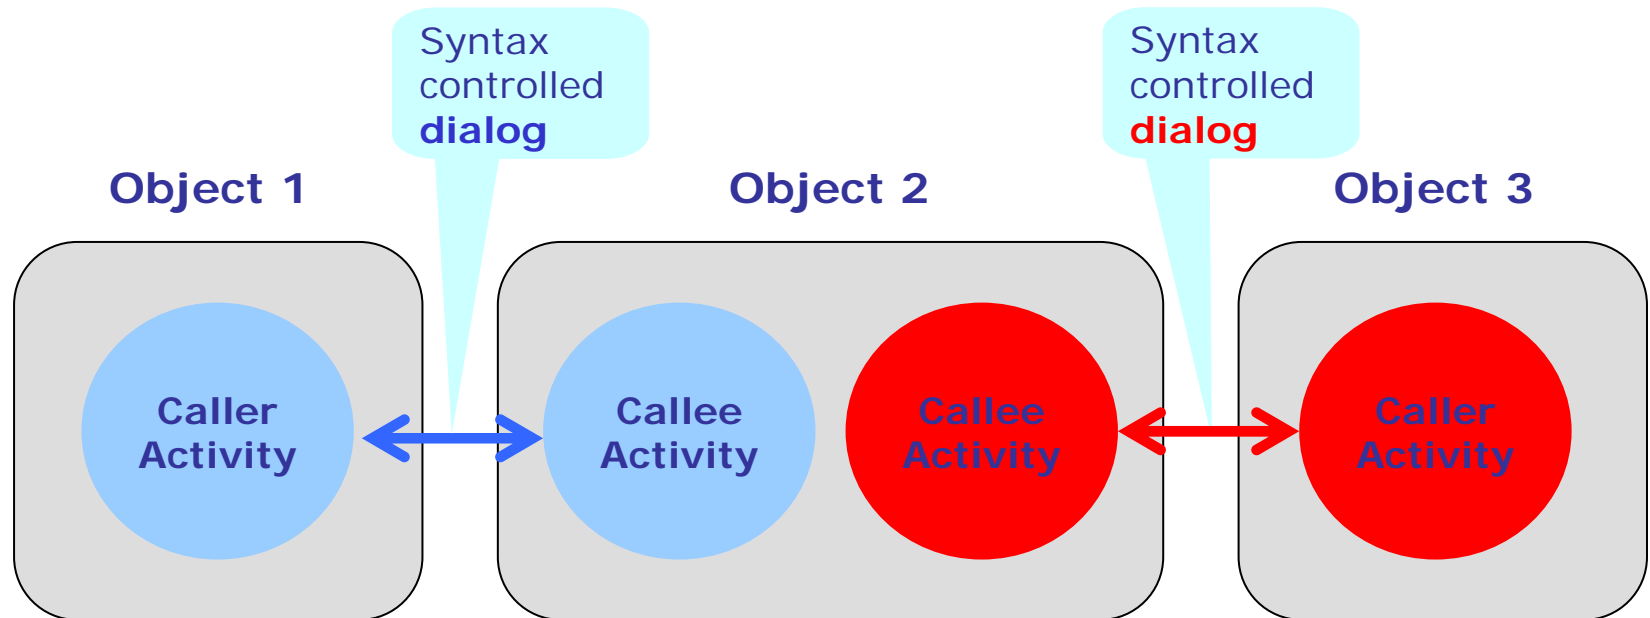 Syntax
controlled
dialog
Syntax
controlled
dialog
Object 1
Object 2
Object 3
Caller
Activity
Callee
Activity
Callee
Activity
Caller
Activity